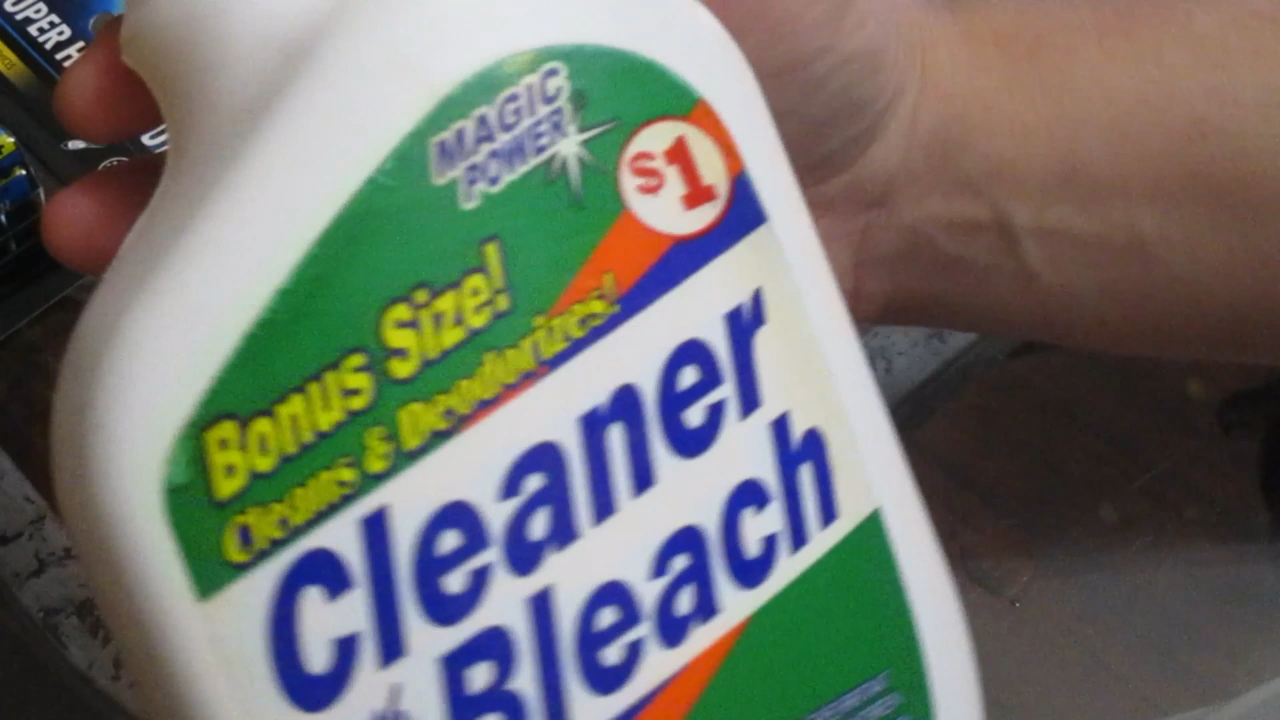 MAGIC
POWER
$1
Bonus Size!
Cleans & Deodorizes!
Cleaner
Bleach